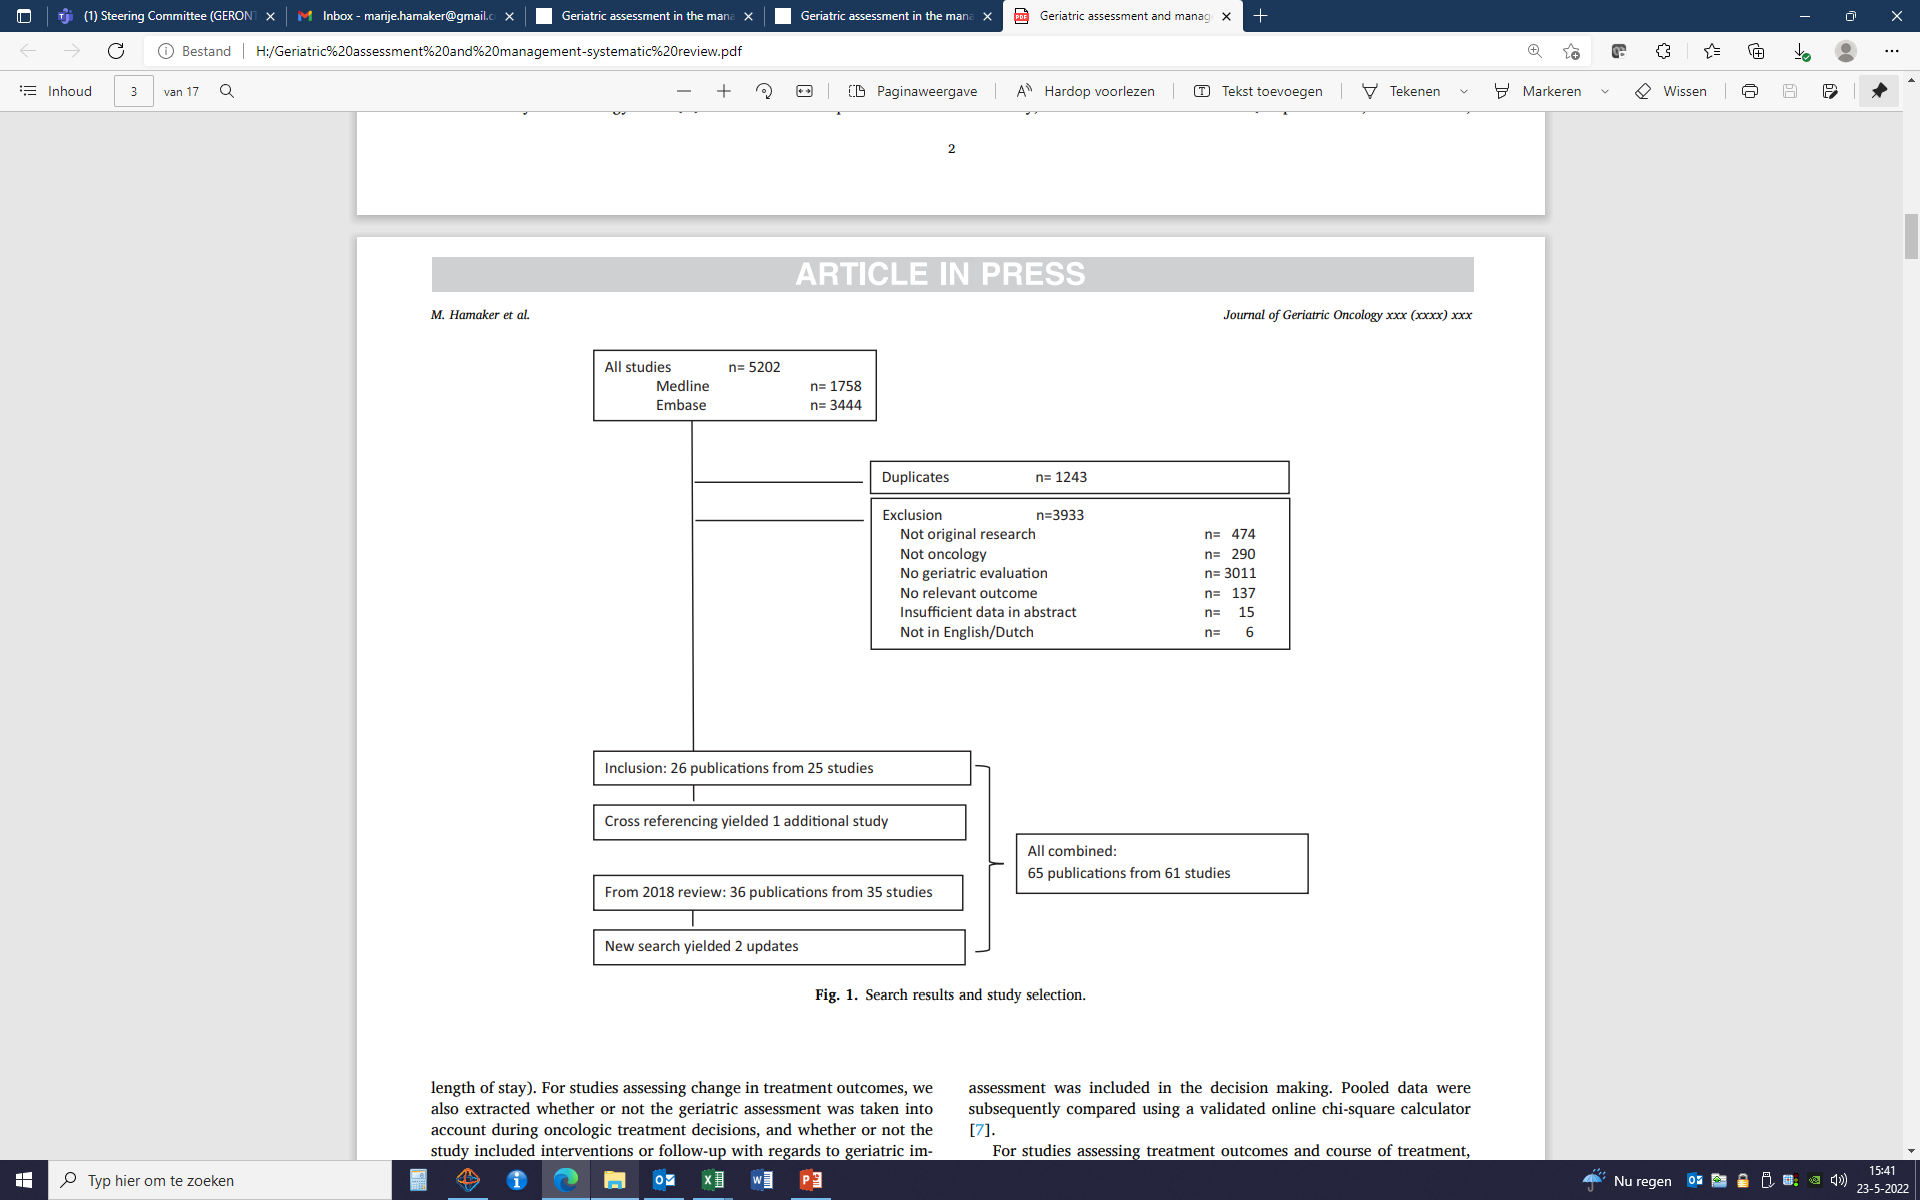 (1) Steering Committee (GERON
Inbox - marije.hamaker@gmail.c
Geriatric assessment in the mana
Geriatric assessment in the mana
Geriatric assessment and manag
Bestand
H:/Geriatric%20assessment%20and%20management-systematic%20review.pdf
Inhoud
3
van 17
Paginaweergave
Hardop voorlezen
Tekst toevoegen
Tekenen
Markeren
Wissen
2
ARTICLE IN PRESS
M. Hamaker et al.
Journal of Geriatric Oncology xxx (xxxx) xxx
All studies n= 5202
Medline n= 1758
Embase n= 3444
Duplicates n= 1243
Exclusion n=3933
Not original research n= 474
Not oncology n= 290
No geriatric evaluation n= 3011
No relevant outcome n= 137
Insufficient data in abstract n= 15
Not in English/Dutch n= 6
Inclusion: 26 publications from 25 studies
Cross referencing yielded 1 additional study
From 2018 review: 36 publications from 35 studies
New search yielded 2 updates
All combined:
65 publications from 61 studies
Fig. 1. Search results and study selection.
length of stay). For studies assessing change in treatment outcomes, we
also extracted whether or not the geriatric assessment was taken into
account during oncologic treatment decisions, and whether or not the
study included interventions or follow-up with regards to geriatric im-
assessment was included in the decision making. Pooled data were
subsequently compared using a validated online chi-square calculator
[7].
For studies assessing treatment outcomes and course of treatment,
Typ hier om te zoeken
Nu regen
15:41
23-5-2022